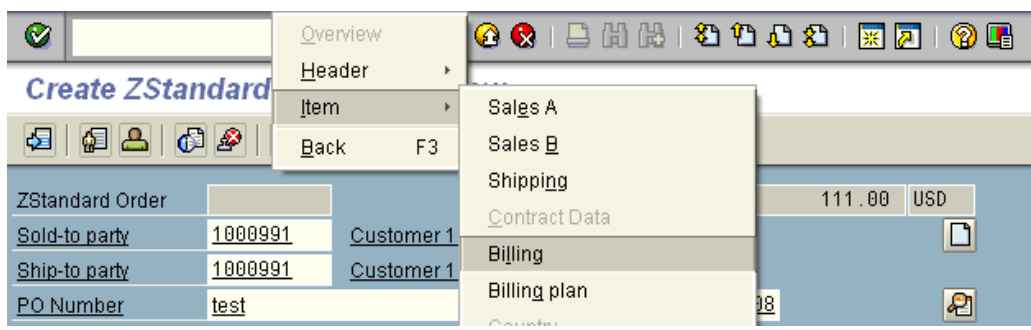 Overview
Header
Create ZStandard
Item
Sales A
Back F3
Sales B
Shipping
Contract Data
Billing
Billing plan
Country
ZStandard Order
111.00 USD
Sold-to party 1000991 Customer 1
Ship-to party 1000991 Customer 1
PO Number test